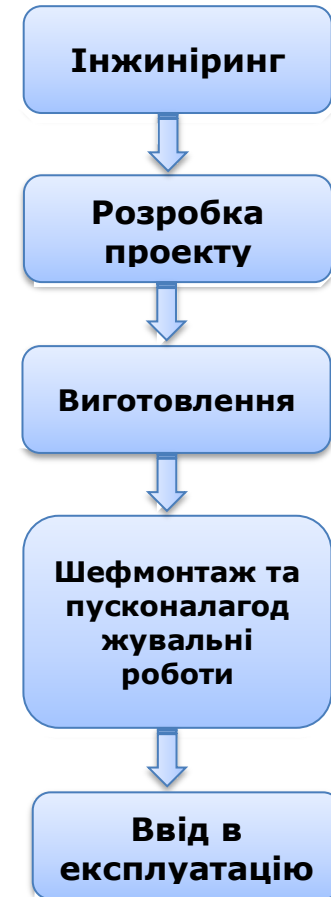 Інжиніринг
Розробка
проекту
Виготовлення
Шефмонтаж та
пусконалагод
жувальні
роботи
Ввід в
експлуатацію